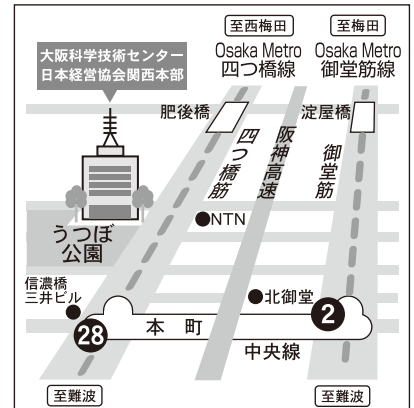 至西梅田
至梅田
Osaka Metro
四つ橋線
Osaka Metro
御堂筋線
大阪科学技術センター
日本経営協会関西本部
肥後橋
淀屋橋
四つ橋筋
阪神高速
御堂筋
NTN
うつぼ
公園
信濃橋
三井ビル
北御堂
2
28
本町
中央線
至難波
至難波